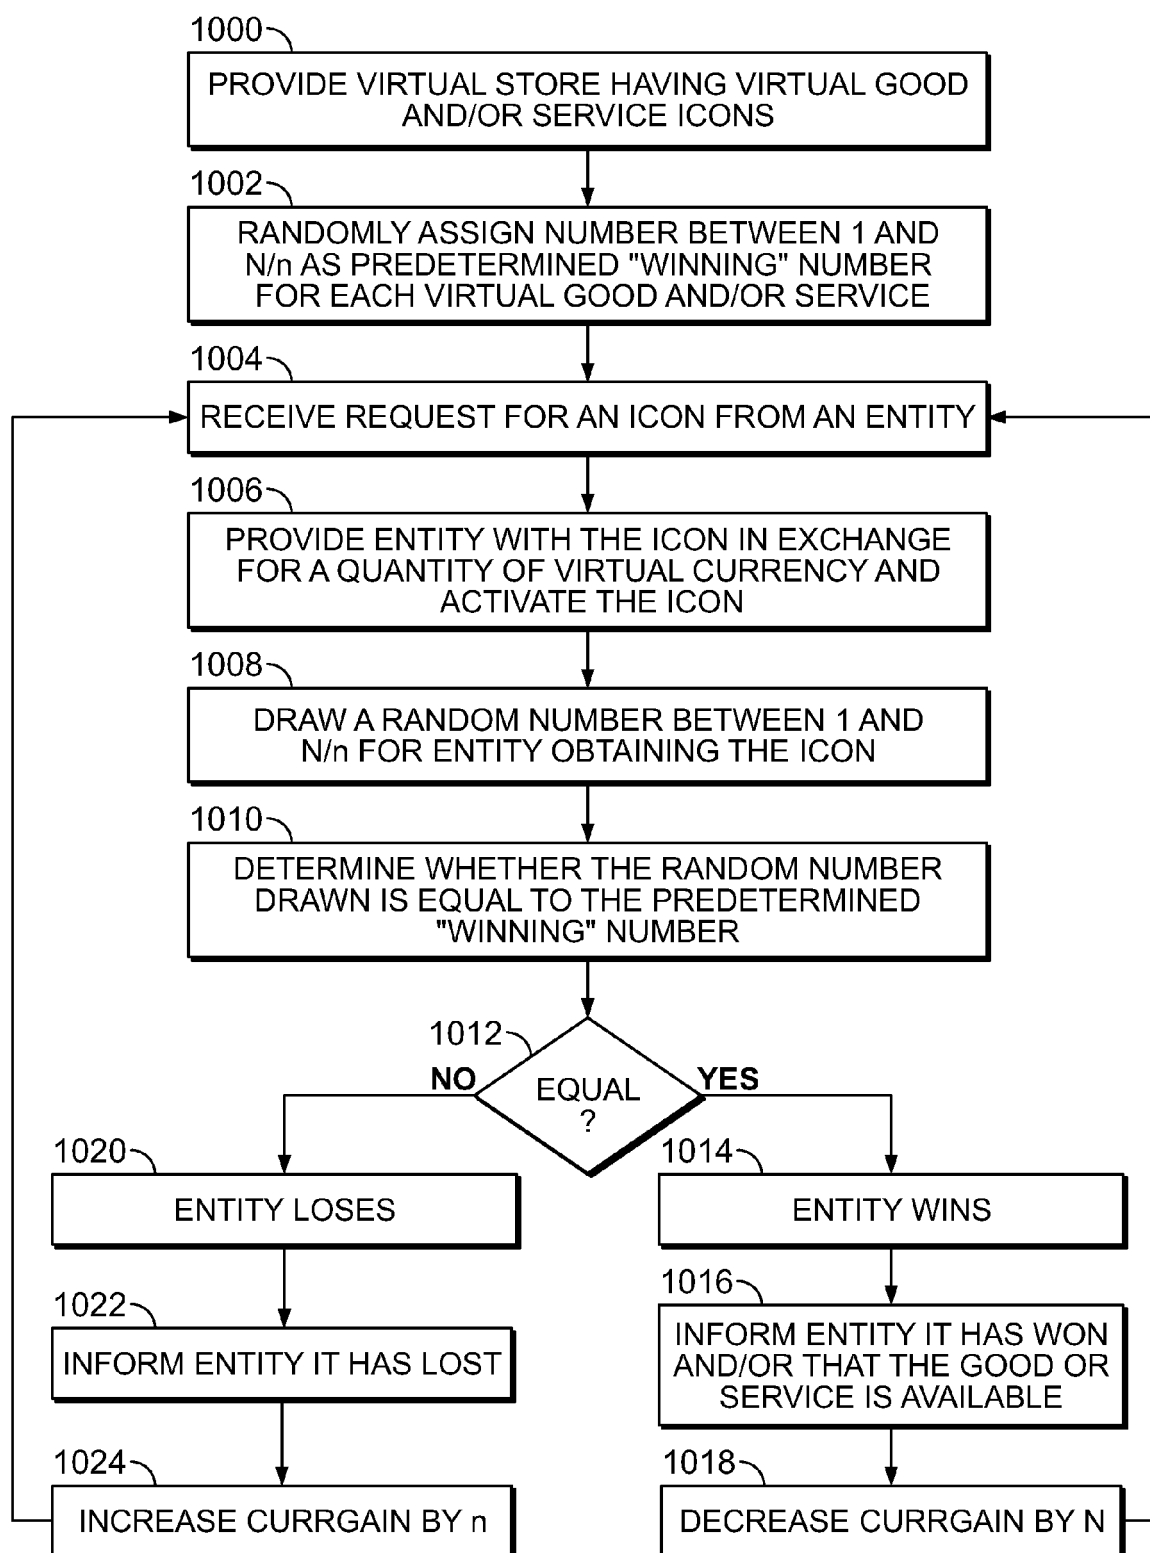 1000
PROVIDE VIRTUAL STORE HAVING VIRTUAL GOOD
AND/OR SERVICE ICONS
1002
RANDOMLY ASSIGN NUMBER BETWEEN 1 AND
N/n AS PREDETERMINED "WINNING" NUMBER
FOR EACH VIRTUAL GOOD AND/OR SERVICE
1004
RECEIVE REQUEST FOR AN ICON FROM AN ENTITY
1006
PROVIDE ENTITY WITH THE ICON IN EXCHANGE
FOR A QUANTITY OF VIRTUAL CURRENCY AND
ACTIVATE THE ICON
1008
DRAW A RANDOM NUMBER BETWEEN 1 AND
N/n FOR ENTITY OBTAINING THE ICON
1010
DETERMINE WHETHER THE RANDOM NUMBER
DRAWN IS EQUAL TO THE PREDETERMINED
"WINNING" NUMBER
1012
NO
YES
EQUAL
?
1020
ENTITY LOSES
1022
INFORM ENTITY IT HAS LOST
1024
INCREASE CURRGAIN BY n
1014
ENTITY WINS
1016
INFORM ENTITY IT HAS WON
AND/OR THAT THE GOOD OR
SERVICE IS AVAILABLE
1018
DECREASE CURRGAIN BY N